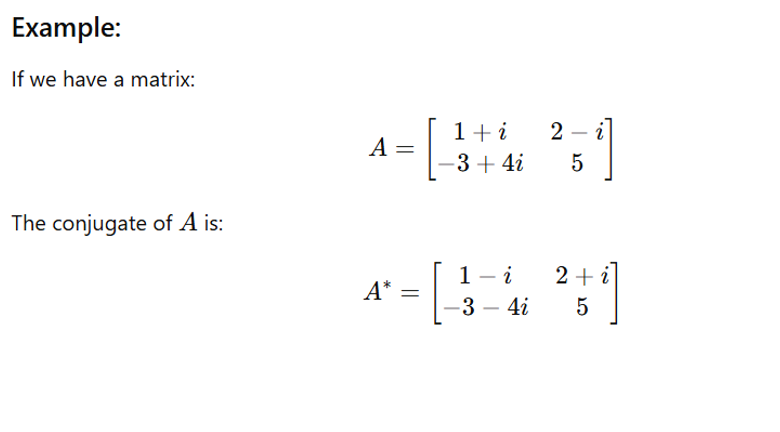 Example:
If we have a matrix:
A = [ 1 + i   2 − i ]
[ −3 + 4i   5 ]
The conjugate of A is:
A* = [ 1 − i   2 + i ]
[ −3 − 4i   5 ]